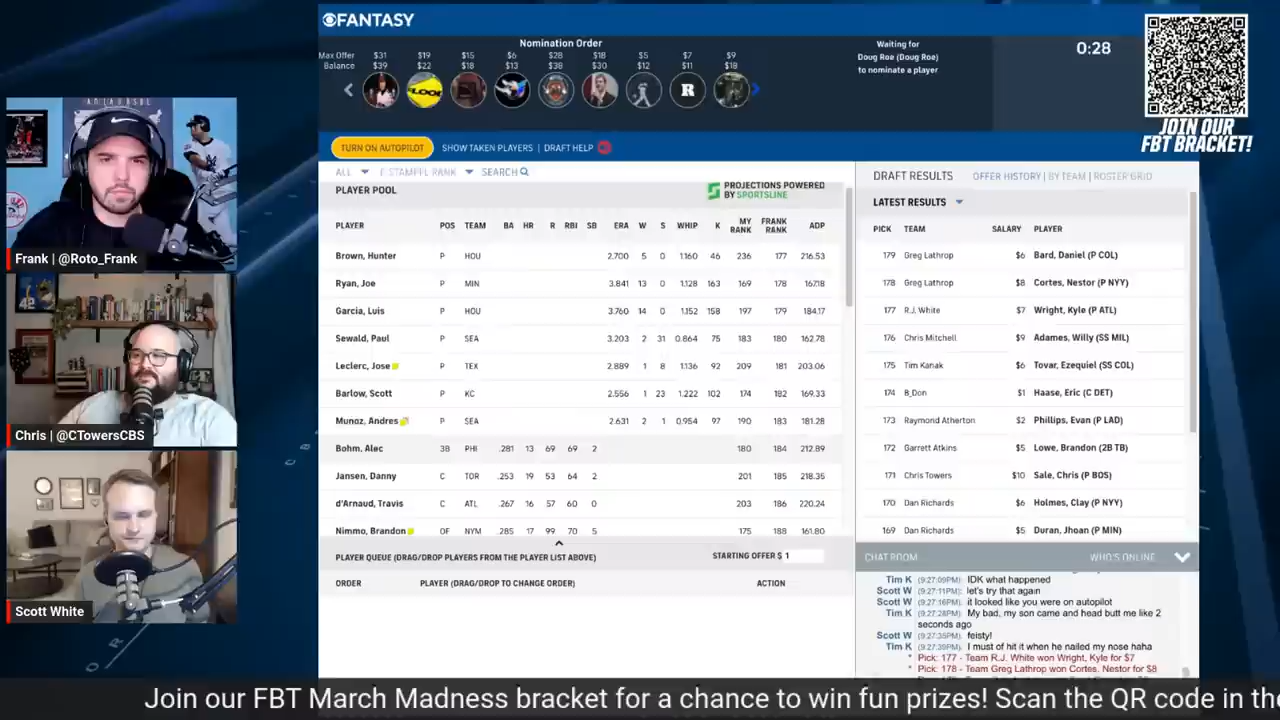 FANTASY
Nomination Order
Max Offer $31 $19 $15 $6 $28 $18 $5 $7 $9
Balance $39 $22 $18 $13 $38 $30 $12 $11 $18
R
Waiting for
Doug Roe (Doug Roe)
to nominate a player
0:28
JOIN OUR
FBT BRACKET!
TURN ON AUTOPILOT SHOW TAKEN PLAYERS | DRAFT HELP
ALL F STAMPFL RANK SEARCH
PLAYER POOL
PROJECTIONS POWERED
BY SPORTSLINE
PLAYER POS TEAM BA HR R RBI SB ERA W S WHIP K MY RANK FRANK RANK ADP
Brown, Hunter P HOU 2.700 5 0 1.160 46 236 177 216.53
Ryan, Joe P MIN 3.841 13 0 1.128 163 169 178 167.18
Garcia, Luis P HOU 3.760 14 0 1.152 158 197 179 184.17
Sewald, Paul P SEA 3.203 2 31 0.864 75 183 180 162.78
Leclerc, Jose P TEX 2.889 1 8 1.136 92 209 181 203.06
Barlow, Scott P KC 2.556 1 23 1.222 102 174 182 169.33
Munoz, Andres P SEA 2.631 2 1 0.954 97 190 183 181.28
Bohm, Alec 3B PHI .281 13 69 69 2 180 184 212.89
Jansen, Danny C TOR .253 19 53 64 2 201 185 218.35
d'Arnaud, Travis C ATL .267 16 57 60 0 203 186 220.24
Nimmo, Brandon OF NYM .285 17 99 70 5 175 188 161.80
PLAYER QUEUE (DRAG/DROP PLAYERS FROM THE PLAYER LIST ABOVE) STARTING OFFER $ 1
ORDER PLAYER (DRAG/DROP TO CHANGE ORDER) ACTION
DRAFT RESULTS OFFER HISTORY | BY TEAM | ROSTER GRID
LATEST RESULTS
PICK TEAM SALARY PLAYER
179 Greg Lathrop $6 Bard, Daniel (P COL)
178 Greg Lathrop $8 Cortes, Nestor (P NYY)
177 R.J. White $7 Wright, Kyle (P ATL)
176 Chris Mitchell $9 Adames, Willy (SS MIL)
175 Tim Kanak $6 Tovar, Ezequiel (SS COL)
174 B_Don $1 Haase, Eric (C DET)
173 Raymond Atherton $2 Phillips, Evan (P LAD)
172 Garrett Atkins $5 Lowe, Brandon (2B TB)
171 Chris Towers $10 Sale, Chris (P BOS)
170 Dan Richards $6 Holmes, Clay (P NYY)
169 Dan Richards $5 Duran, Jhoan (P MIN)
CHAT ROOM WHO'S ONLINE
Tim K (9:27:09PM): IDK what happened
Scott W (9:27:11PM): let's try that again
Scott W (9:27:16PM): it looked like you were on autopilot
Tim K (9:27:28PM): My bad, my son came and head butt me like 2
seconds ago
Scott W (9:27:35PM): feisty!
Tim K (9:27:39PM): I must of hit it when he nailed my nose haha
* Pick: 177 - Team R.J. White won Wright, Kyle for $7
* Pick: 178 - Team Greg Lathrop won Cortes, Nestor for $8
Frank | @Roto_Frank
Chris | @CTowersCBS
Scott White
Join our FBT March Madness bracket for a chance to win fun prizes! Scan the QR code in the